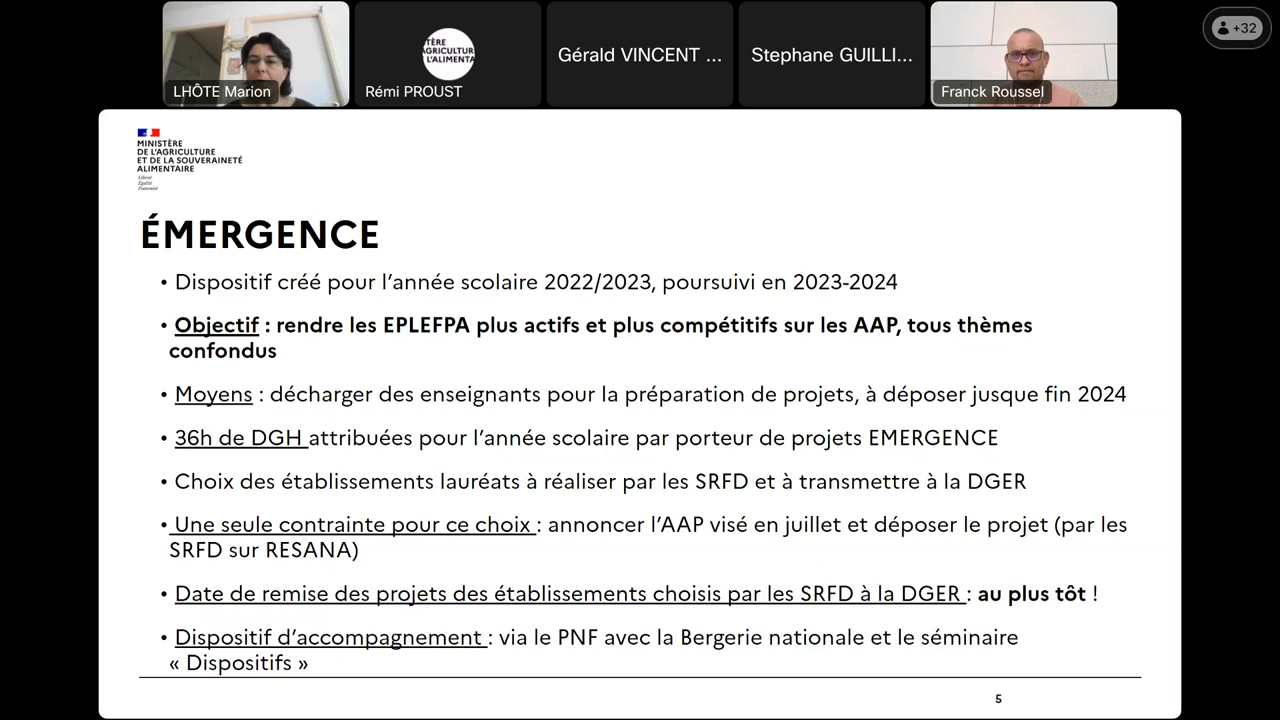 +32
LHÔTE Marion
TÈRE
AGRICULTUR
L'ALIMENTA
Rémi PROUST
Gérald VINCENT ...
Stephane GUILLI...
Franck Roussel
MINISTÈRE
DE L'AGRICULTURE
ET DE LA SOUVERAINETÉ
ALIMENTAIRE
Liberté
Égalité
Fraternité
ÉMERGENCE
• Dispositif créé pour l'année scolaire 2022/2023, poursuivi en 2023-2024
• Objectif : rendre les EPLEFPA plus actifs et plus compétitifs sur les AAP, tous thèmes
confondus
• Moyens : décharger des enseignants pour la préparation de projets, à déposer jusque fin 2024
• 36h de DGH attribuées pour l'année scolaire par porteur de projets EMERGENCE
• Choix des établissements lauréats à réaliser par les SRFD et à transmettre à la DGER
• Une seule contrainte pour ce choix : annoncer l'AAP visé en juillet et déposer le projet (par les
SRFD sur RESANA)
• Date de remise des projets des établissements choisis par les SRFD à la DGER : au plus tôt !
• Dispositif d'accompagnement : via le PNF avec la Bergerie nationale et le séminaire
« Dispositifs »
5